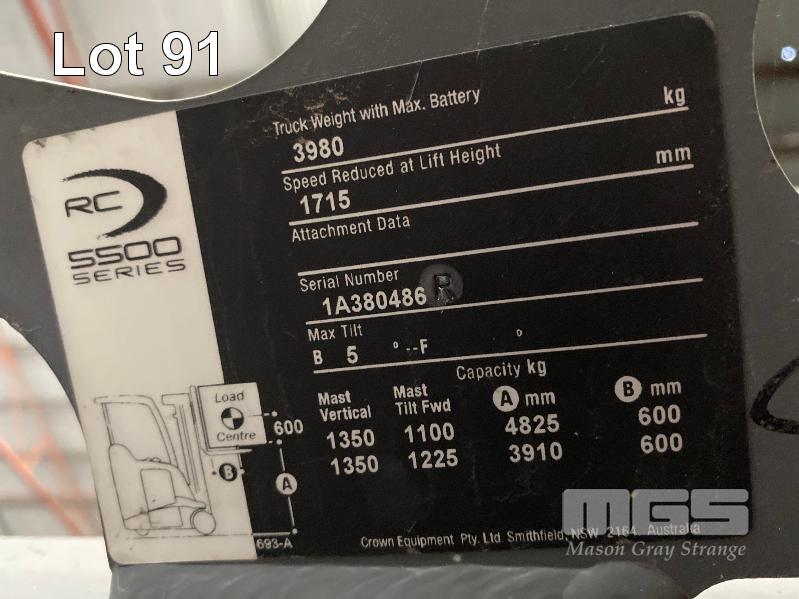 Lot 91
Truck Weight with Max. Battery kg
3980
Speed Reduced at Lift Height mm
1715
Attachment Data
Serial Number
1A380486 R
Max Tilt
B 5 ° --F °
Capacity kg
Mast Vertical Mast Tilt Fwd A mm B mm
1350 1100 4825 600
1350 1225 3910 600
RC
5500
SERIES
Load
Centre
600
B
A
693-A
Crown Equipment Pty. Ltd Smithfield, NSW 2164, Australia
MGS
Mason Gray Strange